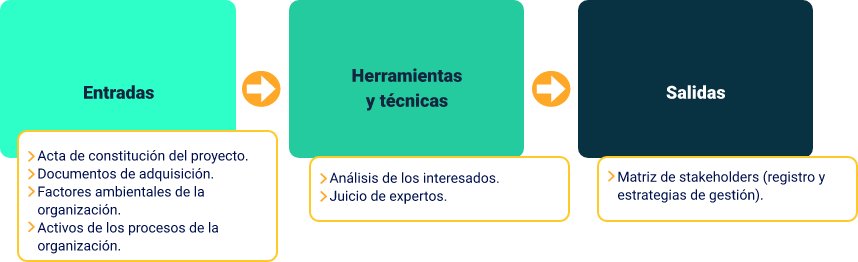 Entradas
Acta de constitución del proyecto.
Documentos de adquisición.
Factores ambientales de la
organización.
Activos de los procesos de la
organización.
Herramientas
y técnicas
Análisis de los interesados.
Juicio de expertos.
Salidas
Matriz de stakeholders (registro y
estrategias de gestión).